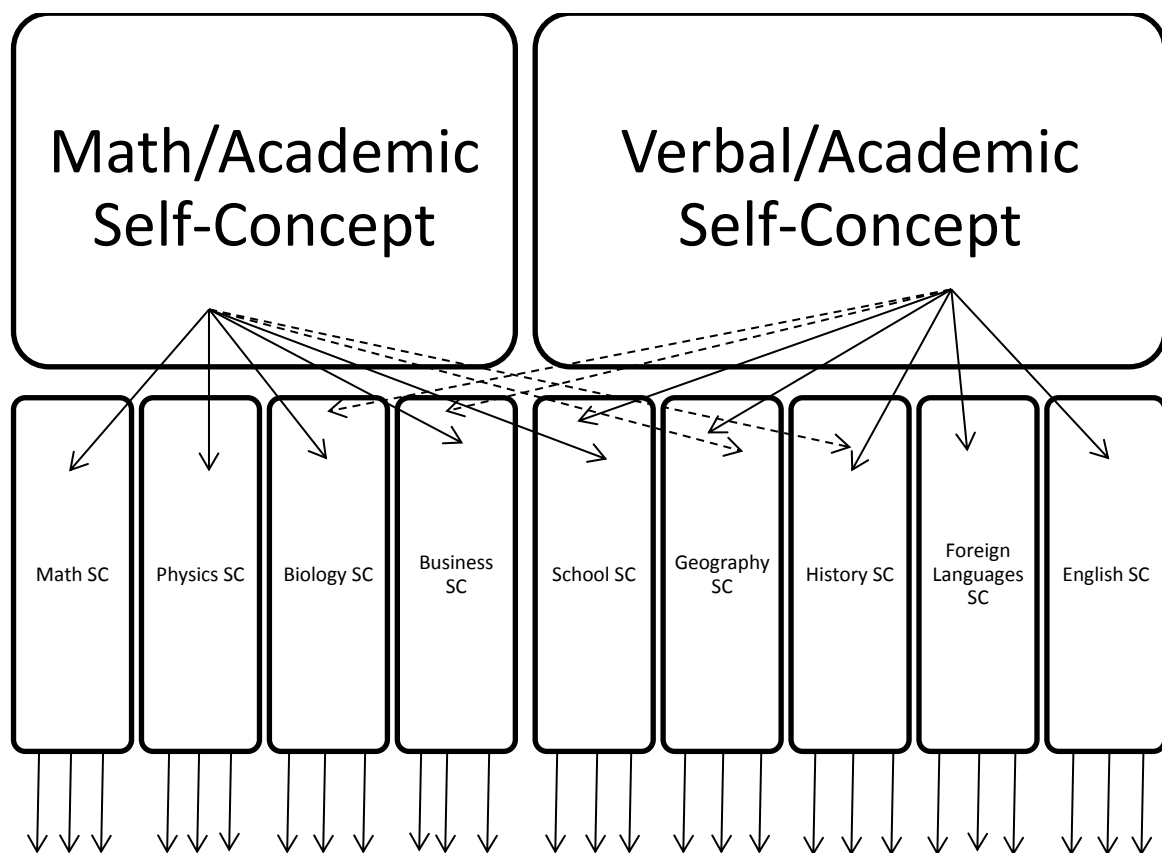 Math/Academic
Self-Concept
Verbal/Academic
Self-Concept
Math SC
Physics SC
Biology SC
Business
SC
School SC
Geography
SC
History SC
Foreign
Languages
SC
English SC